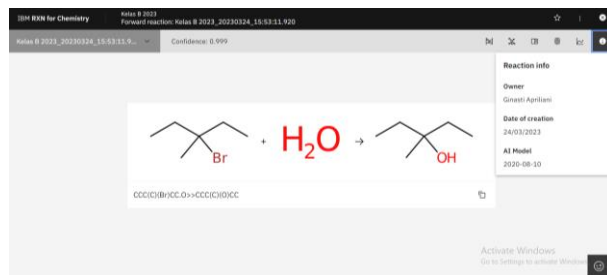 IBM RXN for Chemistry
Kelas B 2023
Forward reaction: Kelas B 2023_20230324_15:53:11.920
Kelas B 2023_20230324_15:53:11.9...
Confidence: 0.999
Reaction info
Owner
Ginasti Apriliani
Date of creation
24/03/2023
AI Model
2020-08-10
Br
+
H₂O
→
OH
CCC(C)(Br)CC.O>>CCC(C)(O)CC
Activate Windows
Go to Settings to activate Windows.